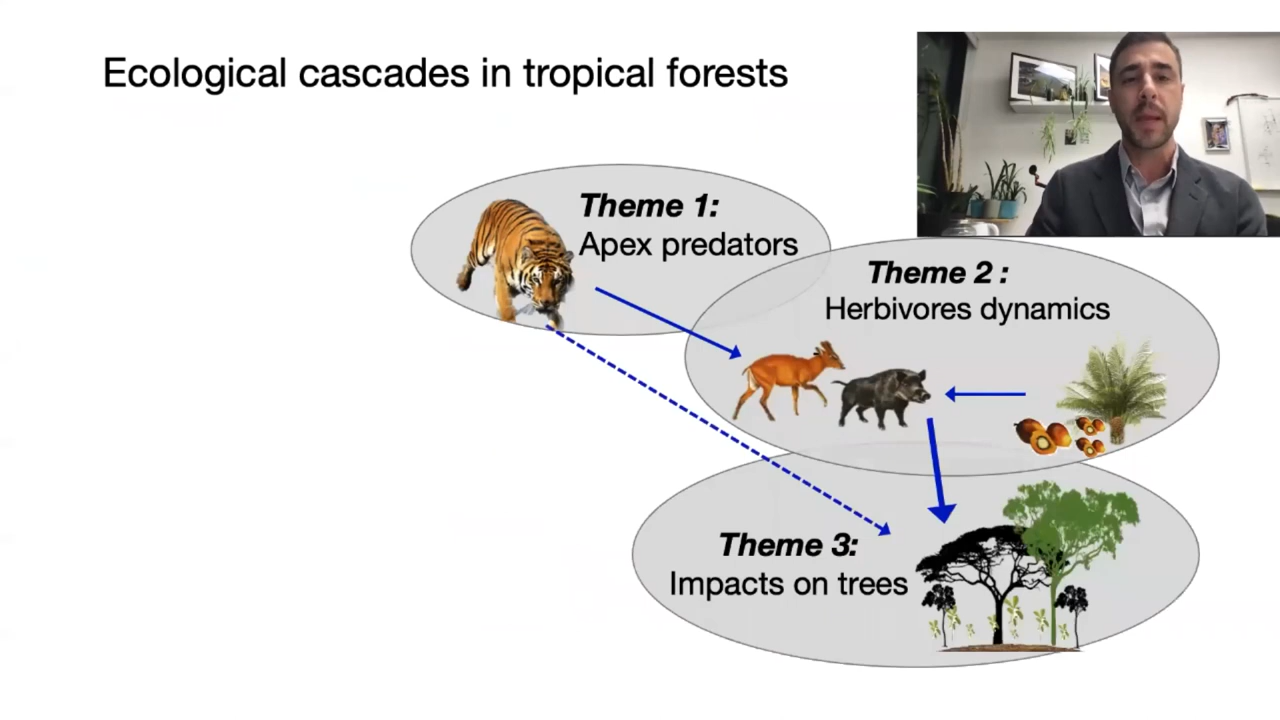 Ecological cascades in tropical forests
Theme 1:
Apex predators
Theme 2 :
Herbivores dynamics
Theme 3:
Impacts on trees